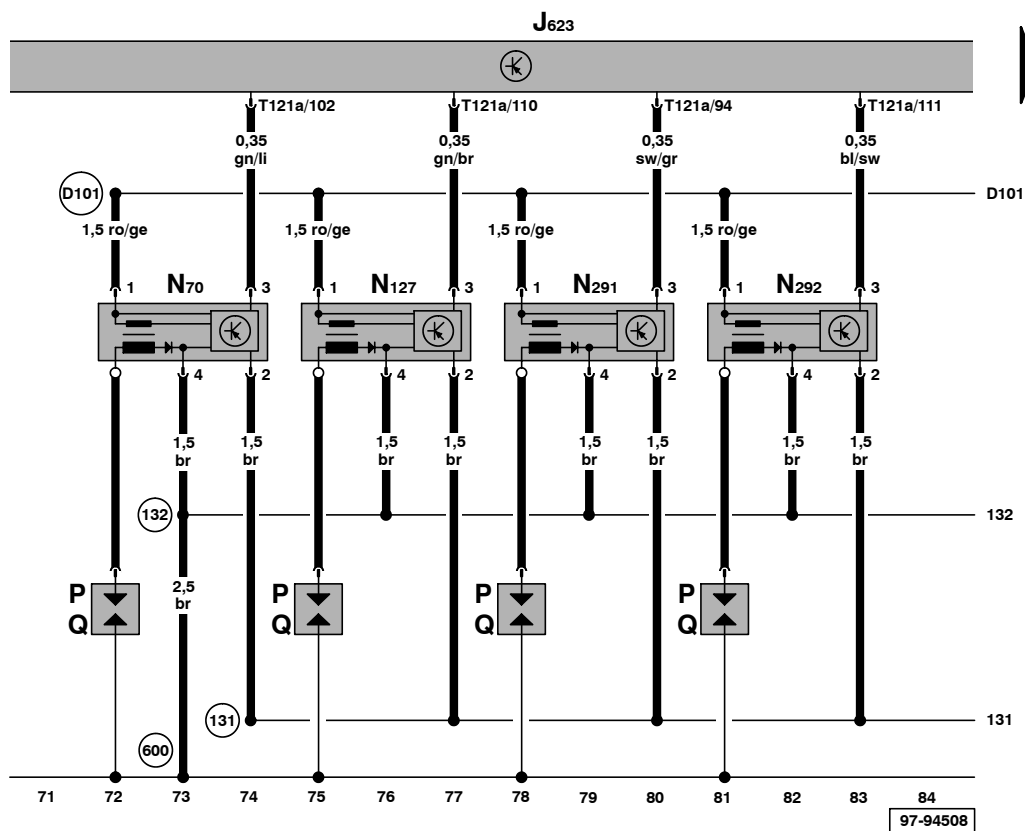 J623
T121a/102 T121a/110 T121a/94 T121a/111
0,35 0,35 0,35 0,35
gn/li gn/br sw/gr bl/sw
D101 D101
1,5 ro/ge 1,5 ro/ge 1,5 ro/ge 1,5 ro/ge
1 N70 3 1 N127 3 1 N291 3 1 N292 3
4 2 4 2 4 2 4 2
1,5 1,5 1,5 1,5 1,5 1,5 1,5 1,5
br br br br br br br br
132 132
2,5
br
P P P P
Q Q Q Q
131 131
600
71 72 73 74 75 76 77 78 79 80 81 82 83 84
97-94508